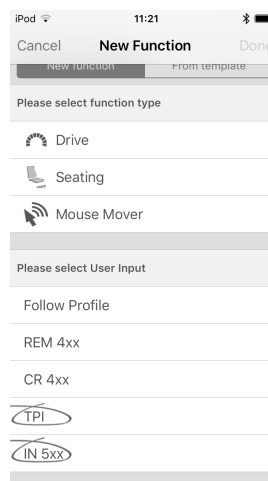 iPod 11:21
Cancel New Function Done
New function From template
Please select function type
Drive
Seating
Mouse Mover
Please select User Input
Follow Profile
REM 4xx
CR 4xx
TPI
IN 5xx